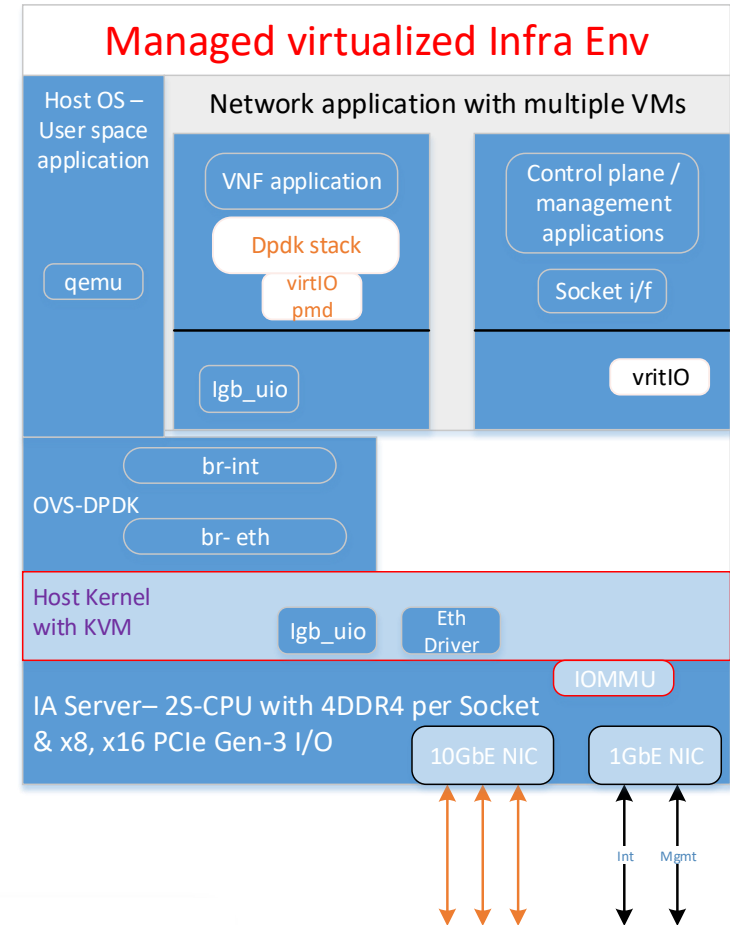 Managed virtualized Infra Env
Host OS –
User space
application
qemu
Network application with multiple VMs
VNF application
Dpdk stack
virtIO
pmd
Igb_uio
Control plane /
management
applications
Socket i/f
vritIO
OVS-DPDK
br-int
br- eth
Host Kernel
with KVM
Igb_uio
Eth
Driver
IOMMU
IA Server– 2S-CPU with 4DDR4 per Socket
& x8, x16 PCIe Gen-3 I/O
10GbE NIC
1GbE NIC
Int
Mgmt